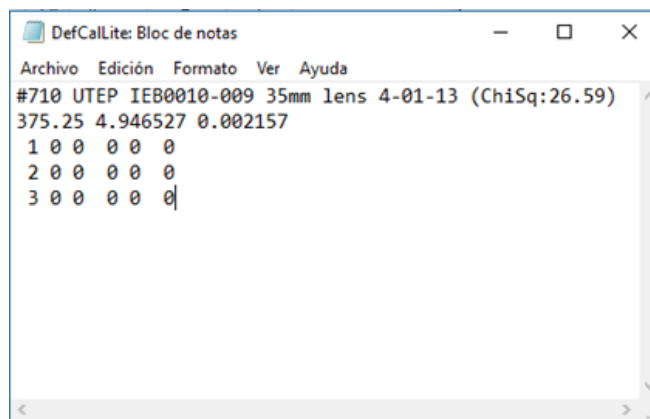 DefCalLite: Bloc de notas
Archivo Edición Formato Ver Ayuda
#710 UTEP IEB0010-009 35mm lens 4-01-13 (ChiSq:26.59)
375.25 4.946527 0.002157
1 0 0 0 0 0
2 0 0 0 0 0
3 0 0 0 0 0